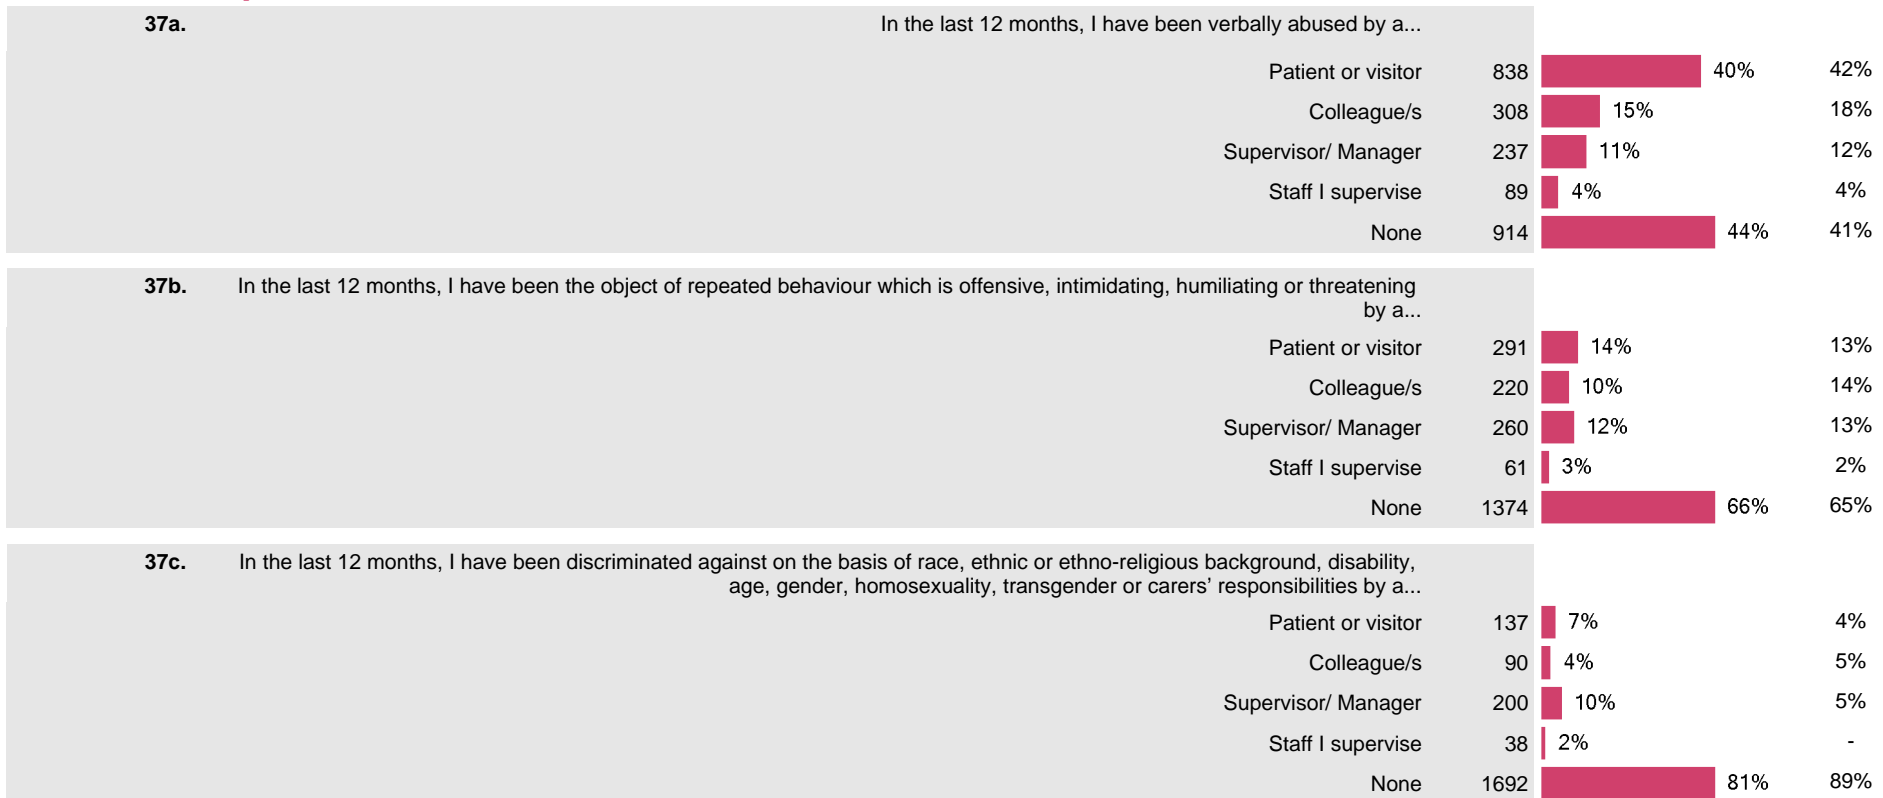 37a. In the last 12 months, I have been verbally abused by a...
Patient or visitor 838 40% 42%
Colleague/s 308 15% 18%
Supervisor/ Manager 237 11% 12%
Staff I supervise 89 4% 4%
None 914 44% 41%
37b. In the last 12 months, I have been the object of repeated behaviour which is offensive, intimidating, humiliating or threatening
by a...
Patient or visitor 291 14% 13%
Colleague/s 220 10% 14%
Supervisor/ Manager 260 12% 13%
Staff I supervise 61 3% 2%
None 1374 66% 65%
37c. In the last 12 months, I have been discriminated against on the basis of race, ethnic or ethno-religious background, disability,
age, gender, homosexuality, transgender or carers’ responsibilities by a...
Patient or visitor 137 7% 4%
Colleague/s 90 4% 5%
Supervisor/ Manager 200 10% 5%
Staff I supervise 38 2% -
None 1692 81% 89%